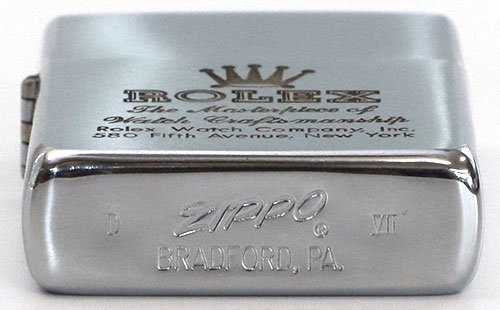 ROLEX
The Masterpiece of
Watch Craftsmanship
Rolex Watch Company, Inc.
580 Fifth Avenue, New York
D ZIPPO ® VII
BRADFORD, PA.